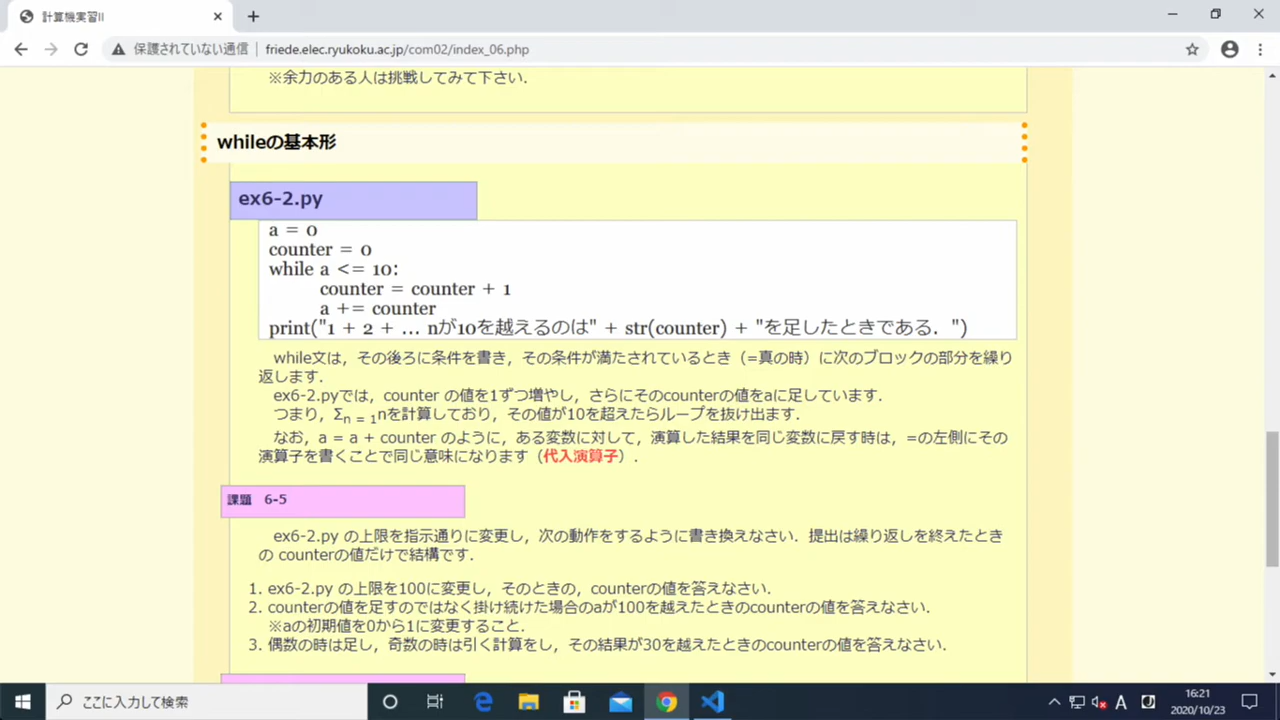 計算機実習II
保護されていない通信
friede.elec.ryukoku.ac.jp/com02/index_06.php
※余力のある人は挑戦してみて下さい．
whileの基本形
ex6-2.py
a = 0
counter = 0
while a <= 10:
counter = counter + 1
a += counter
print("1 + 2 + ... nが10を越えるのは" + str(counter) + "を足したときである．")
while文は，その後ろに条件を書き，その条件が満たされているとき（=真の時）に次のブロックの部分を繰り
返します．
ex6-2.pyでは，counter の値を1ずつ増やし，さらにそのcounterの値をaに足しています．
つまり，Σn = 1nを計算しており，その値が10を超えたらループを抜け出ます．
なお，a = a + counter のように，ある変数に対して，演算した結果を同じ変数に戻す時は，=の左側にその
演算子を書くことで同じ意味になります（代入演算子）．
課題 6-5
ex6-2.py の上限を指示通りに変更し，次の動作をするように書き換えなさい．提出は繰り返しを終えたとき
の counterの値だけで結構です．
1. ex6-2.py の上限を100に変更し，そのときの，counterの値を答えなさい．
2. counterの値を足すのではなく掛け続けた場合のaが100を越えたときのcounterの値を答えなさい．
※aの初期値を0から1に変更すること．
3. 偶数の時は足し，奇数の時は引く計算をし，その結果が30を越えたときのcounterの値を答えなさい．
ここに入力して検索
A
16:21
2020/10/23